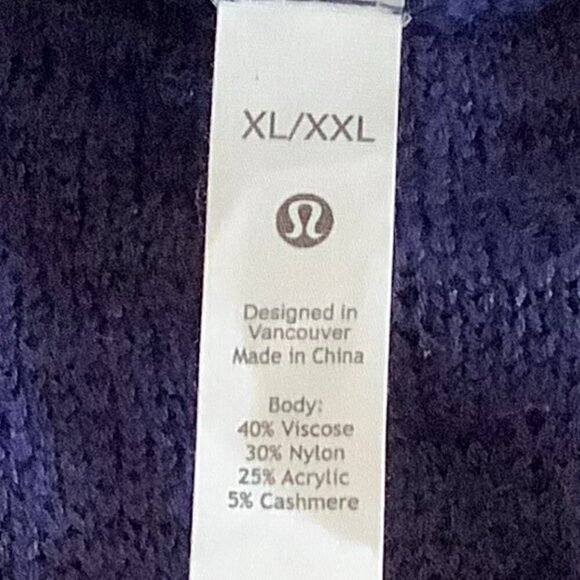 XL/XXL
Designed in
Vancouver
Made in China
Body:
40% Viscose
30% Nylon
25% Acrylic
5% Cashmere